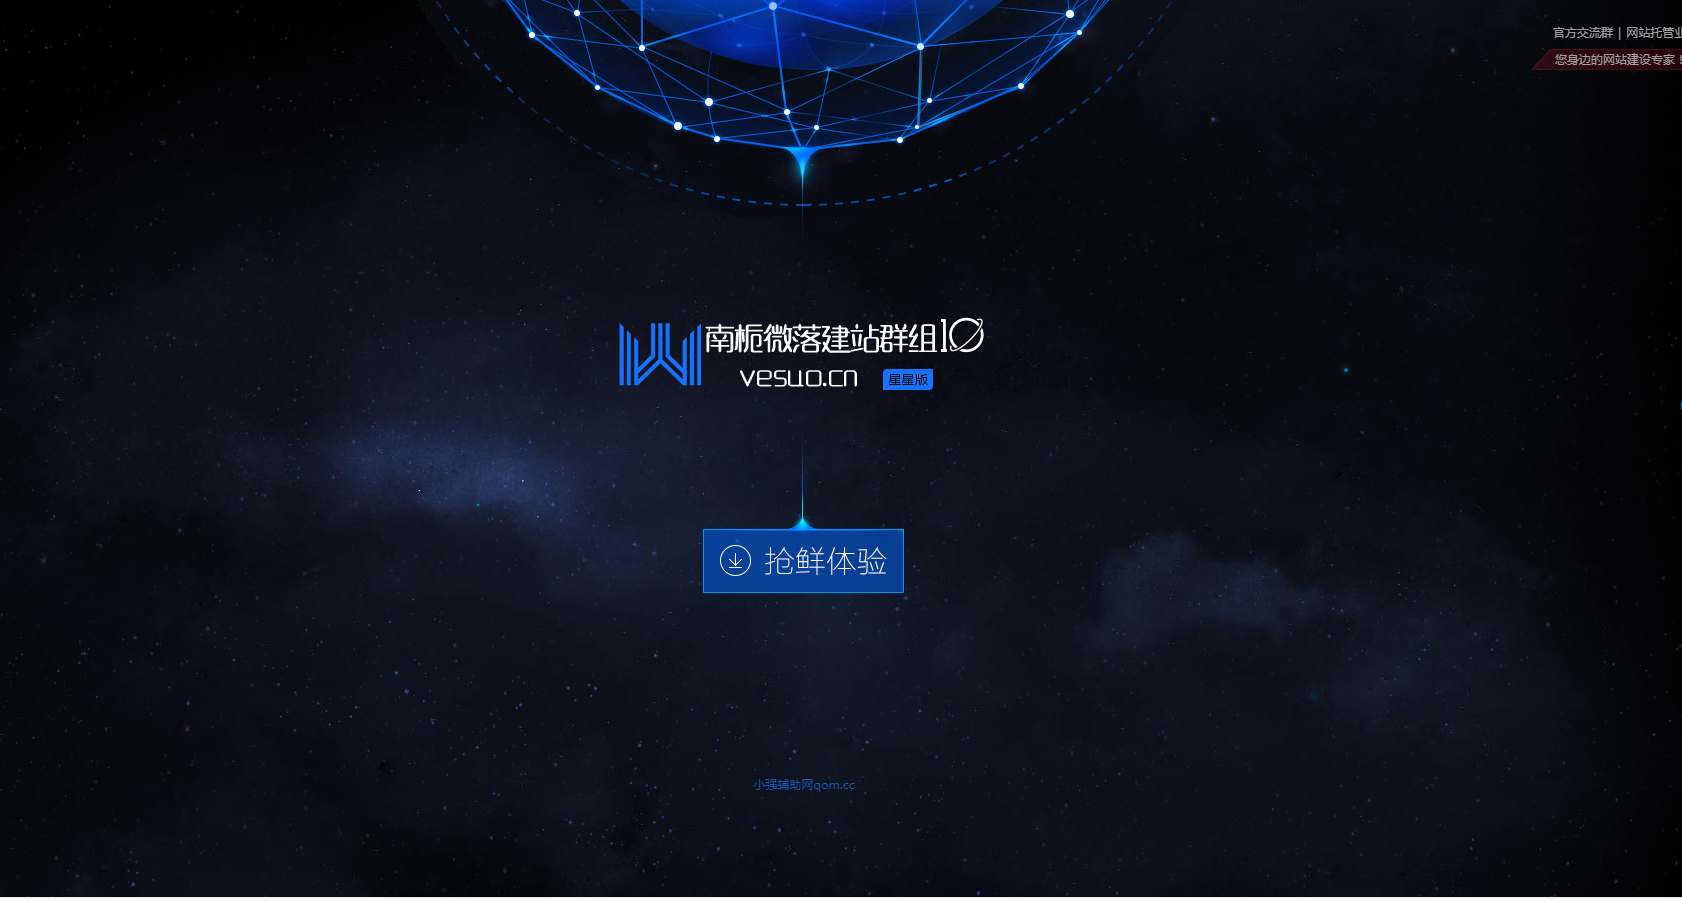 官方交流群 | 网站托管业
您身边的网站建设专家！
南栀微落建站群组10
vesuo.cn 星星版
抢鲜体验
小强辅助网qom.cc